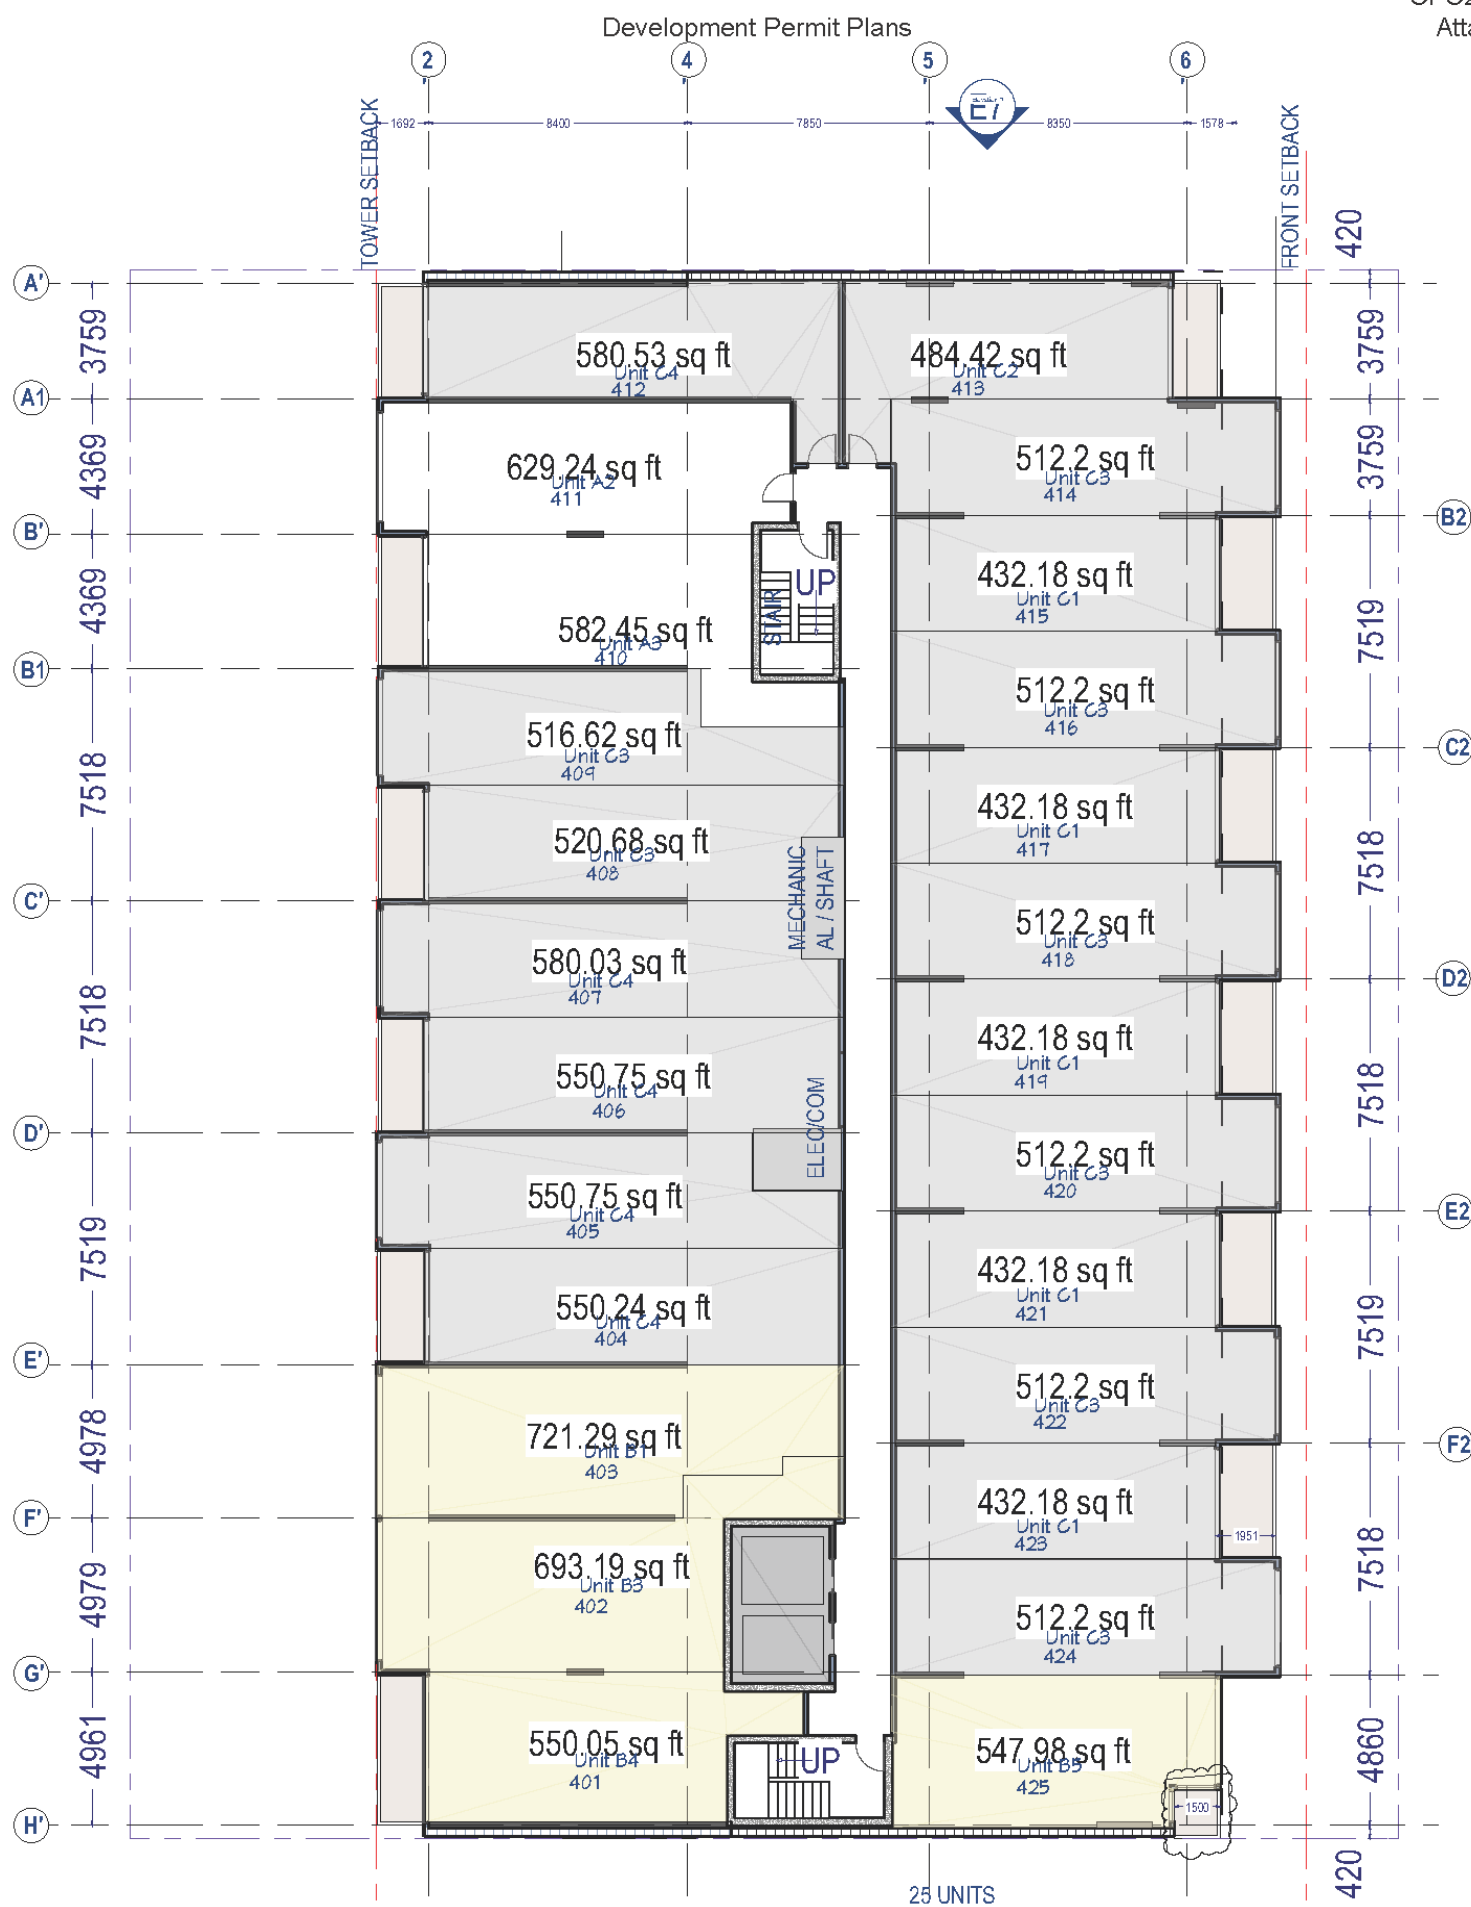 Development Permit Plans
Atta
2
4
5
6
E7
1692
8400
7850
8350
1578
TOWER SETBACK
FRONT SETBACK
420
A'
3759
580.53 sq ft
Unit C4
412
484.42 sq ft
Unit C2
413
3759
A1
4369
629.24 sq ft
Unit A2
411
512.2 sq ft
Unit C3
414
3759
B'
B2
4369
582.45 sq ft
Unit A3
410
STAIR
UP
432.18 sq ft
Unit C1
415
7519
B1
516.62 sq ft
Unit C3
409
512.2 sq ft
Unit C3
416
C2
7518
520.68 sq ft
Unit C3
408
MECHANIC
AL / SHAFT
432.18 sq ft
Unit C1
417
7518
C'
580.03 sq ft
Unit C4
407
512.2 sq ft
Unit C3
418
D2
7518
550.75 sq ft
Unit C4
406
ELEC/COM
432.18 sq ft
Unit C1
419
7518
D'
550.75 sq ft
Unit C4
405
512.2 sq ft
Unit C3
420
E2
7519
550.24 sq ft
Unit C4
404
432.18 sq ft
Unit C1
421
7519
E'
721.29 sq ft
Unit B1
403
512.2 sq ft
Unit C3
422
4978
F2
F'
693.19 sq ft
Unit B3
402
432.18 sq ft
Unit C1
423
1951
7518
4979
512.2 sq ft
Unit C3
424
G'
4961
550.05 sq ft
Unit B4
401
UP
547.98 sq ft
Unit B5
425
1500
4860
H'
420
25 UNITS